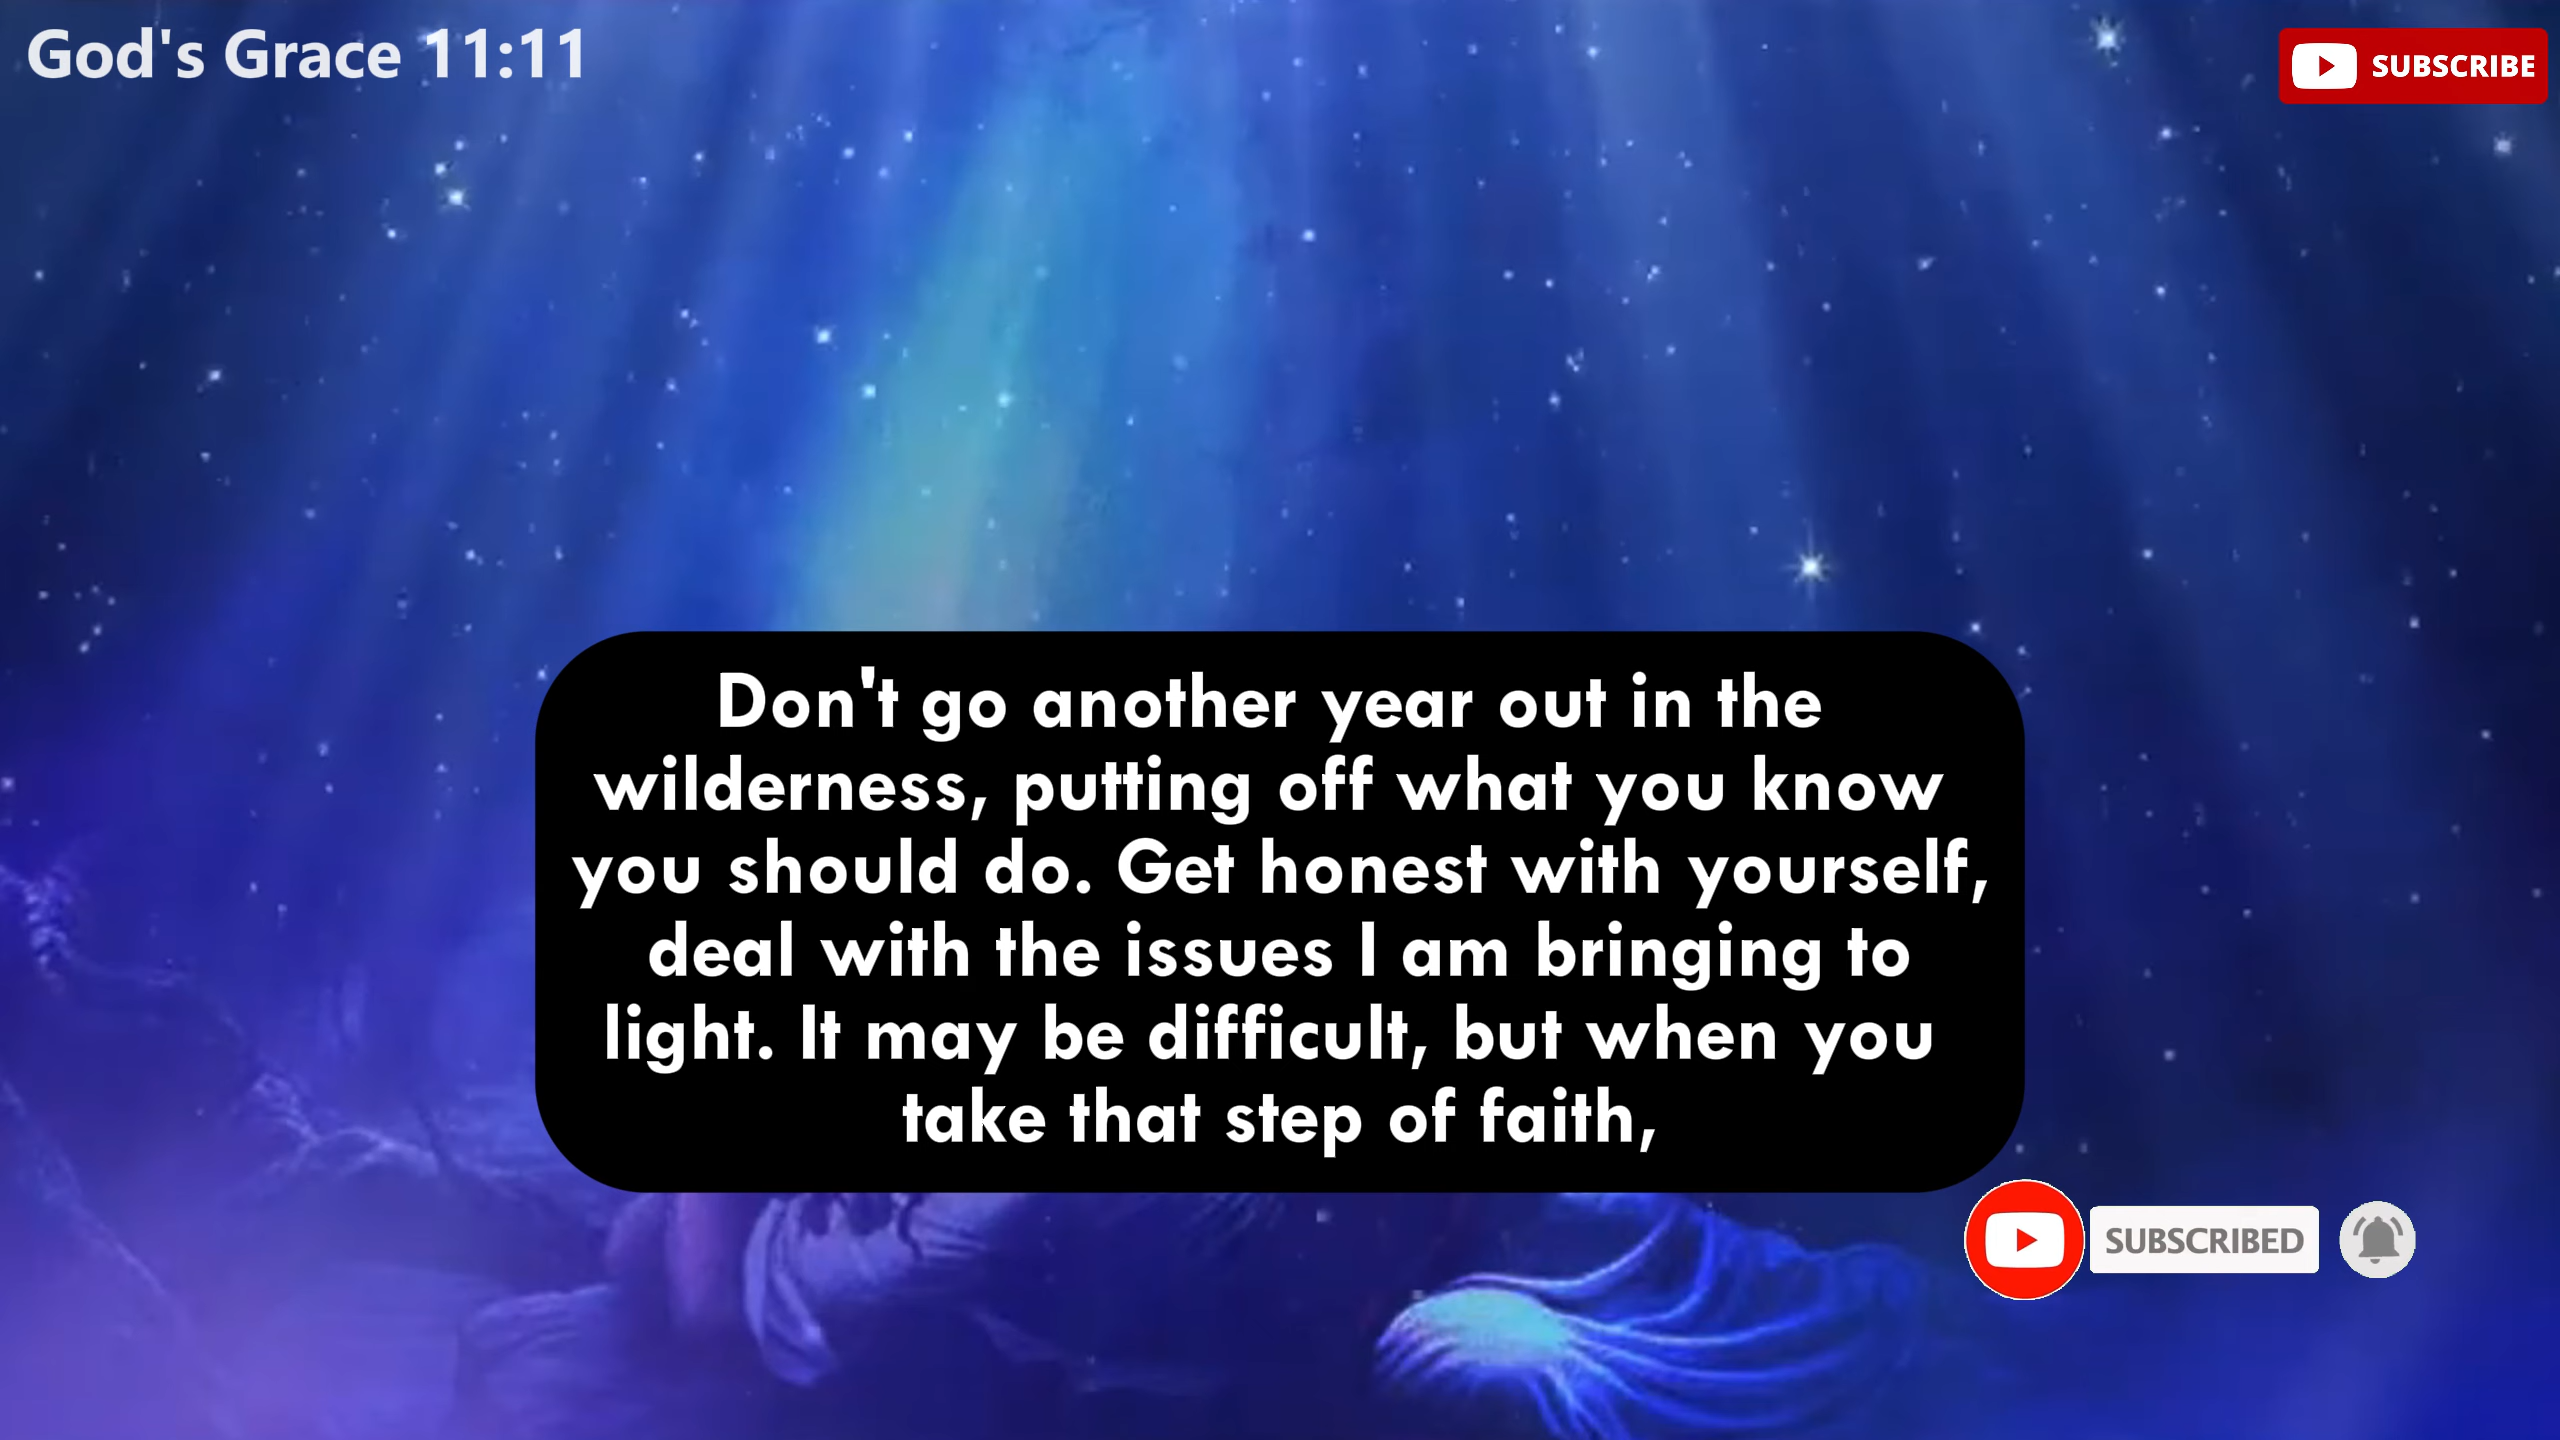 God's Grace 11:11
SUBSCRIBE
Don't go another year out in the
wilderness, putting off what you know
you should do. Get honest with yourself,
deal with the issues I am bringing to
light. It may be difficult, but when you
take that step of faith,
SUBSCRIBED